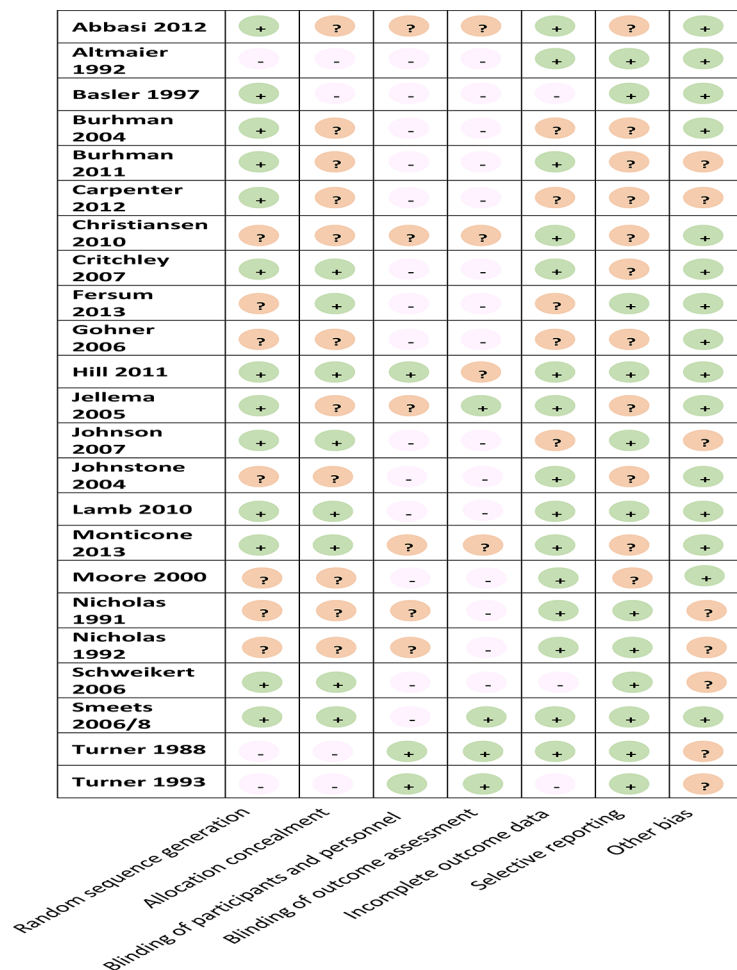 Abbasi 2012 + ? ? ? + ? +
Altmaier
1992 - - - - + + +
Basler 1997 + - - - - + +
Burhman
2004 + ? - - ? ? +
Burhman
2011 + ? - - + ? ?
Carpenter
2012 + ? - - ? ? ?
Christiansen
2010 ? ? ? ? + ? +
Critchley
2007 + + - - + ? +
Fersum
2013 ? + - - ? + +
Gohner
2006 ? ? - - ? ? +
Hill 2011 + + + ? + + +
Jellema
2005 + ? ? + + ? +
Johnson
2007 + + - - ? + ?
Johnstone
2004 ? ? - - + ? +
Lamb 2010 + + - - + + +
Monticone
2013 + + ? ? + ? +
Moore 2000 ? ? - - + ? +
Nicholas
1991 ? ? ? - + + ?
Nicholas
1992 ? ? ? - + + ?
Schweikert
2006 + + - - - + ?
Smeets
2006/8 + + - + + + +
Turner 1988 - - + + + + ?
Turner 1993 - - + + - + ?
Random sequence generation
Allocation concealment
Blinding of participants and personnel
Blinding of outcome assessment
Incomplete outcome data
Selective reporting
Other bias